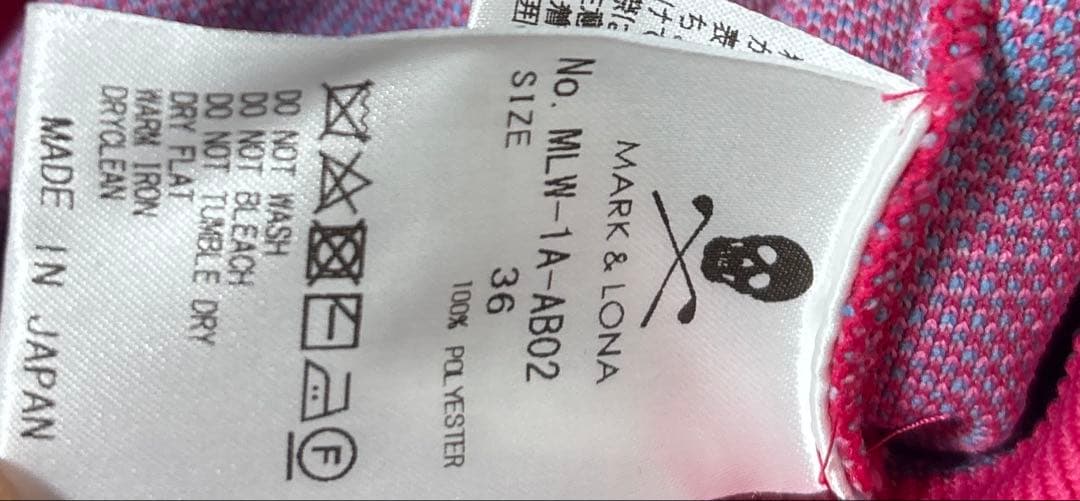 MARK & LONA
No. MLW-1A-AB02
SIZE 36
100% POLYESTER
F
DO NOT WASH
DO NOT BLEACH
DO NOT TUMBLE DRY
DRY FLAT
WARM IRON
DRYCLEAN
MADE IN JAPAN